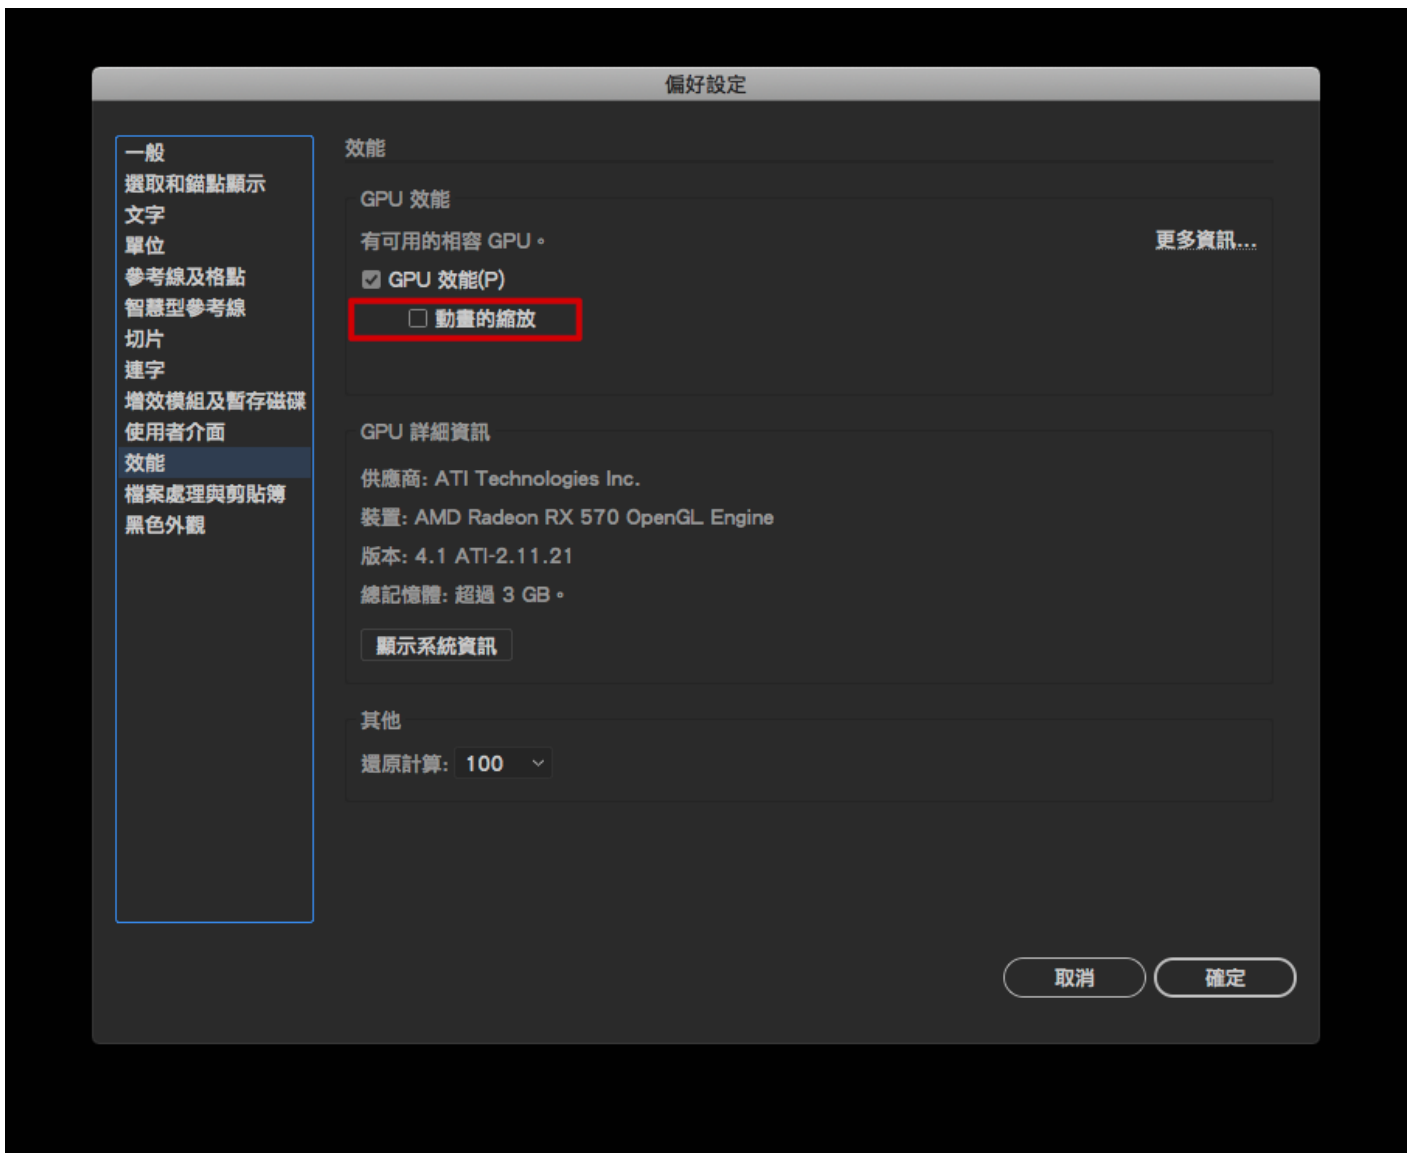 偏好設定
一般
選取和錨點顯示
文字
單位
參考線及格點
智慧型參考線
切片
連字
增效模組及暫存磁碟
使用者介面
效能
檔案處理與剪貼簿
黑色外觀
效能
GPU 效能
有可用的相容 GPU。
更多資訊...
GPU 效能(P)
動畫的縮放
GPU 詳細資訊
供應商: ATI Technologies Inc.
裝置: AMD Radeon RX 570 OpenGL Engine
版本: 4.1 ATI-2.11.21
總記憶體: 超過 3 GB。
顯示系統資訊
其他
還原計算: 100
取消
確定